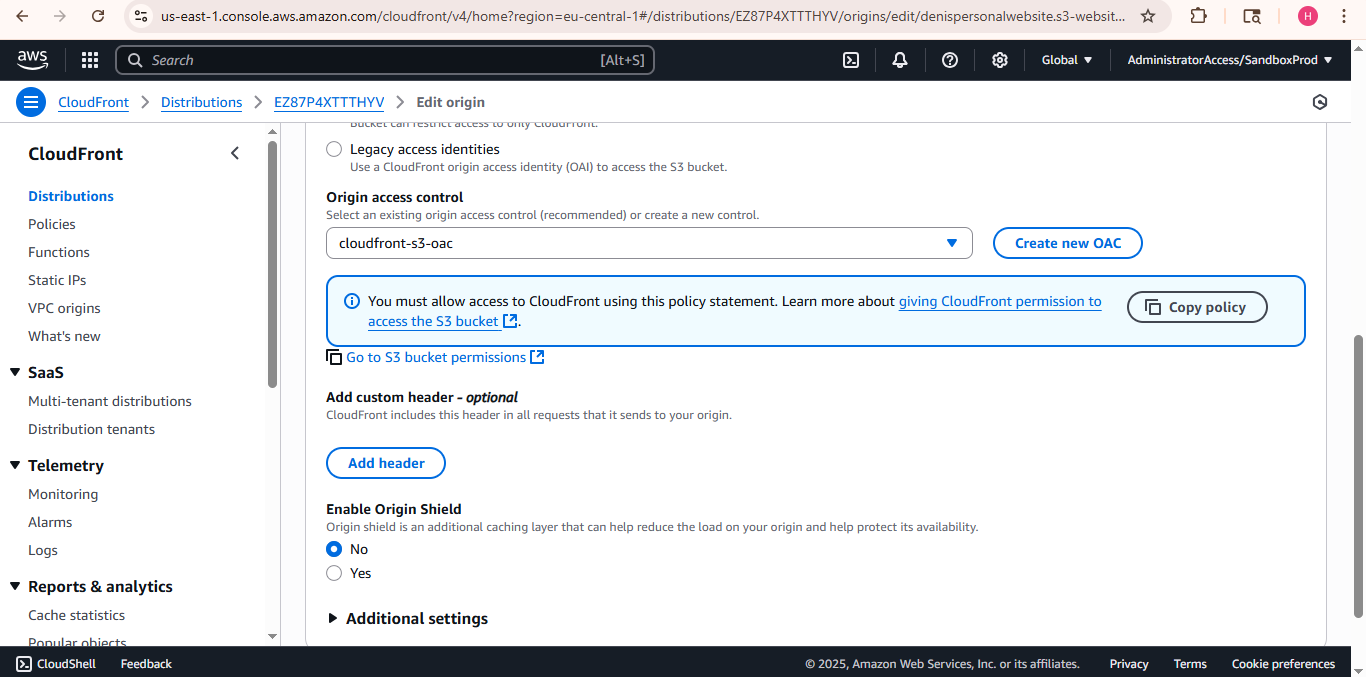 us-east-1.console.aws.amazon.com/cloudfront/v4/home?region=eu-central-1#/distributions/EZ87P4XTTTHYV/origins/edit/denispersonalwebsite.s3-websit...
H
aws
Search
[Alt+S]
Global
AdministratorAccess/SandboxProd
CloudFront
Distributions
EZ87P4XTTTHYV
Edit origin
CloudFront
Distributions
Policies
Functions
Static IPs
VPC origins
What's new
SaaS
Multi-tenant distributions
Distribution tenants
Telemetry
Monitoring
Alarms
Logs
Reports & analytics
Cache statistics
Popular objects
Bucket can restrict access to only CloudFront.
Legacy access identities
Use a CloudFront origin access identity (OAI) to access the S3 bucket.
Origin access control
Select an existing origin access control (recommended) or create a new control.
cloudfront-s3-oac
Create new OAC
You must allow access to CloudFront using this policy statement. Learn more about giving CloudFront permission to
access the S3 bucket.
Copy policy
Go to S3 bucket permissions
Add custom header - optional
CloudFront includes this header in all requests that it sends to your origin.
Add header
Enable Origin Shield
Origin shield is an additional caching layer that can help reduce the load on your origin and help protect its availability.
No
Yes
Additional settings
CloudShell
Feedback
© 2025, Amazon Web Services, Inc. or its affiliates.
Privacy
Terms
Cookie preferences